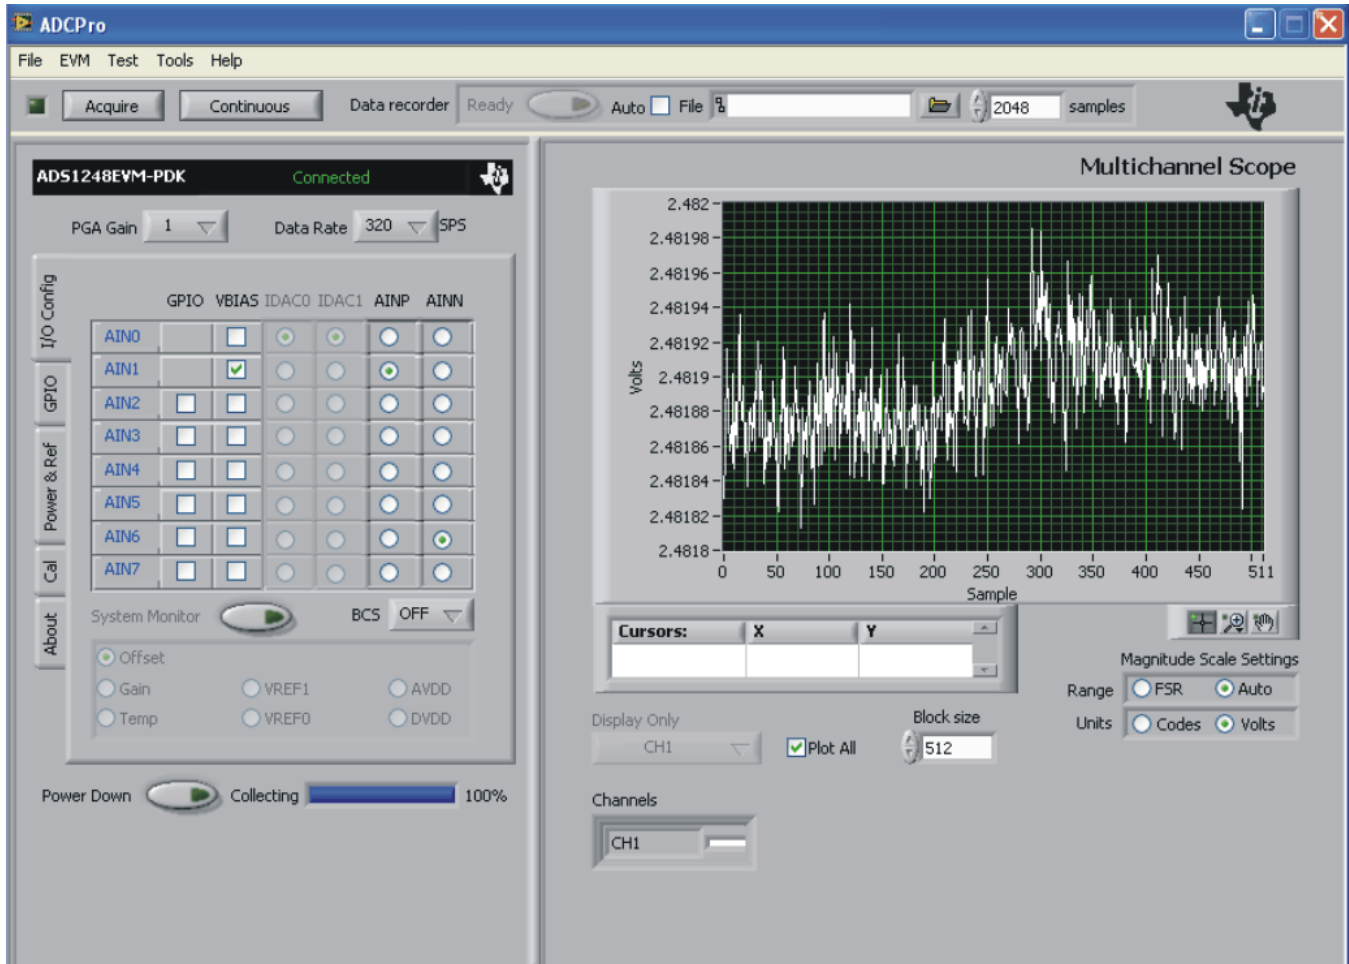 ADCPro
File EVM Test Tools Help
Acquire Continuous Data recorder Ready Auto File 2048 samples
ADS1248EVM-PDK Connected
PGA Gain 1 Data Rate 320 SPS
I/O Config
GPIO
Power & Ref
Cal
About
GPIO VBIAS IDAC0 IDAC1 AINP AINN
AIN0
AIN1
AIN2
AIN3
AIN4
AIN5
AIN6
AIN7
System Monitor BCS OFF
Offset
Gain VREF1 AVDD
Temp VREF0 DVDD
Power Down Collecting 100%
Multichannel Scope
Volts
2.482
2.48198
2.48196
2.48194
2.48192
2.4819
2.48188
2.48186
2.48184
2.48182
2.4818
0 50 100 150 200 250 300 350 400 450 511
Sample
Cursors: X Y
Magnitude Scale Settings
Range FSR Auto
Units Codes Volts
Display Only Block size
CH1 Plot All 512
Channels
CH1